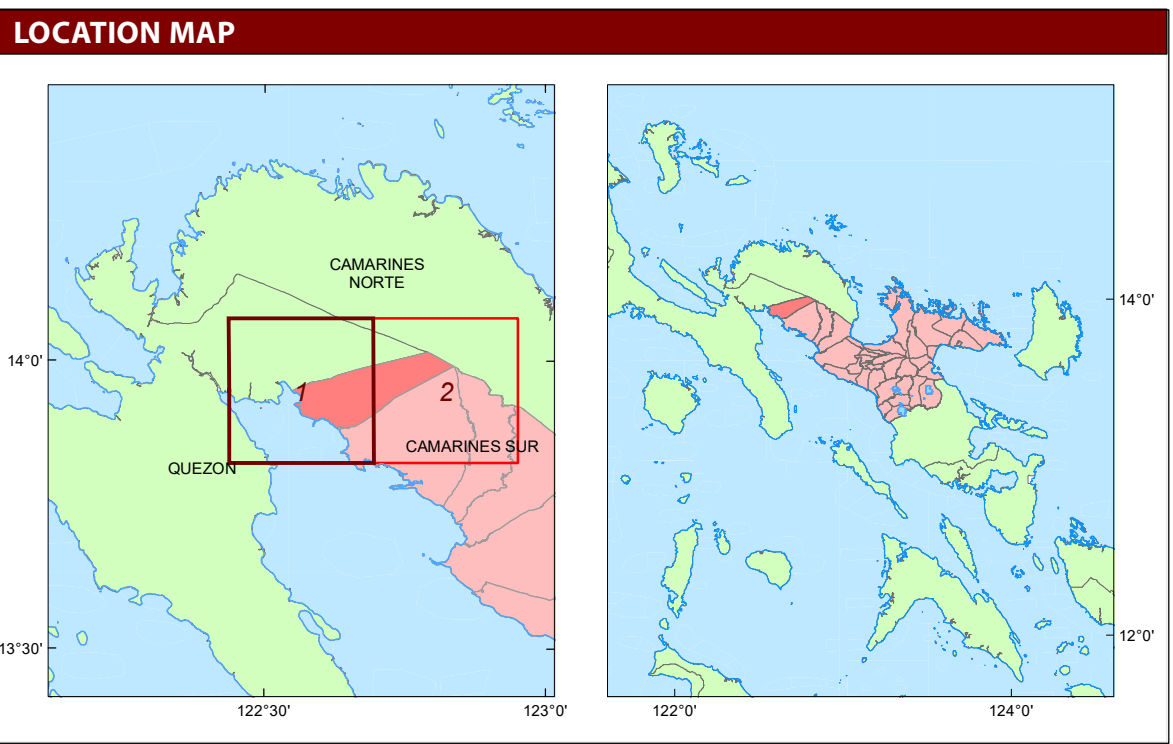 LOCATION MAP
CAMARINES
NORTE
14°0'
14°0'
1
2
CAMARINES SUR
QUEZON
12°0'
13°30'
122°30'
123°0'
122°0'
124°0'